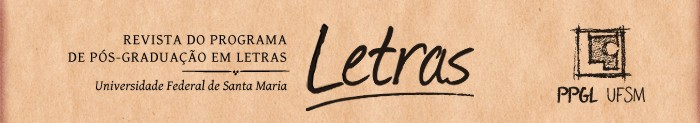 REVISTA DO PROGRAMA
DE PÓS-GRADUAÇÃO EM LETRAS
Universidade Federal de Santa Maria
Letras
PPGL UFSM